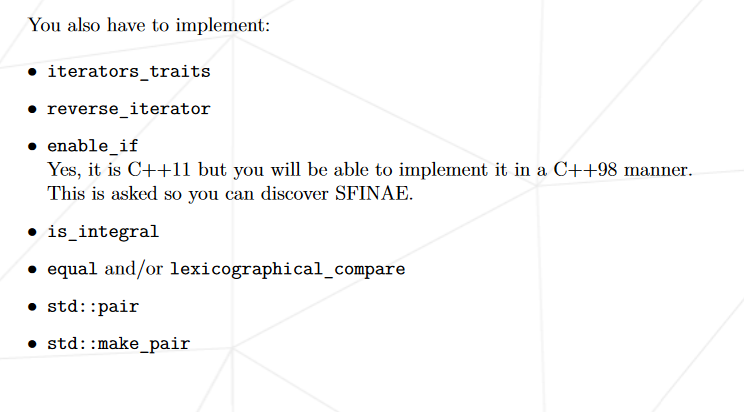 You also have to implement:
• iterators_traits
• reverse_iterator
• enable_if
Yes, it is C++11 but you will be able to implement it in a C++98 manner.
This is asked so you can discover SFINAE.
• is_integral
• equal and/or lexicographical_compare
• std::pair
• std::make_pair